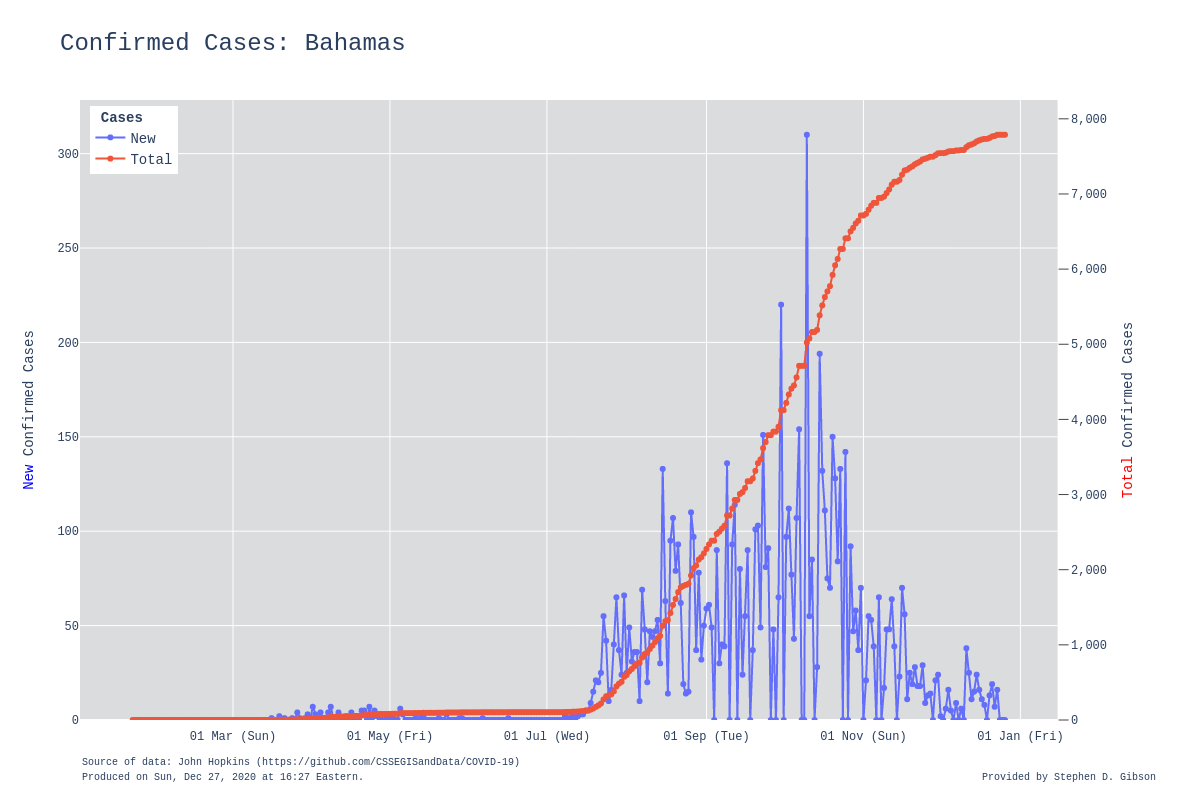 Confirmed Cases: Bahamas
Cases
New
Total
300
250
200
150
100
50
0
8,000
7,000
6,000
5,000
4,000
3,000
2,000
1,000
0
New Confirmed Cases
Total Confirmed Cases
01 Mar (Sun)
01 May (Fri)
01 Jul (Wed)
01 Sep (Tue)
01 Nov (Sun)
01 Jan (Fri)
Source of data: John Hopkins (https://github.com/CSSEGISandData/COVID-19)
Produced on Sun, Dec 27, 2020 at 16:27 Eastern.
Provided by Stephen D. Gibson